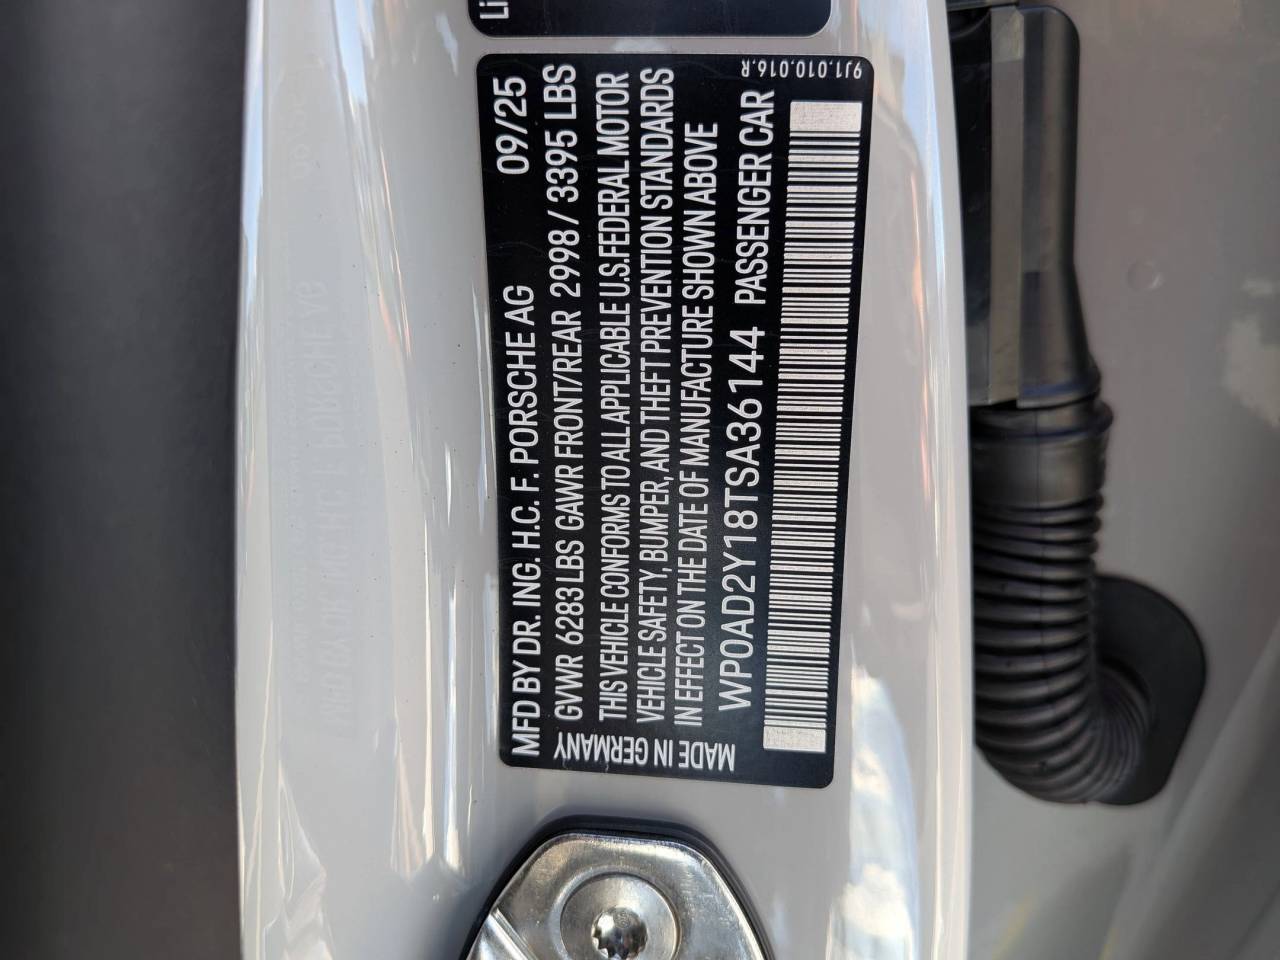 Li
MFD BY DR. ING. H.C. F. PORSCHE AG 09/25
GVWR 6283 LBS GAWR FRONT/REAR 2998 / 3395 LBS
THIS VEHICLE CONFORMS TO ALL APPLICABLE U.S. FEDERAL MOTOR
VEHICLE SAFETY, BUMPER, AND THEFT PREVENTION STANDARDS
IN EFFECT ON THE DATE OF MANUFACTURE SHOWN ABOVE
WP0AD2Y18TSA36144 PASSENGER CAR
MADE IN GERMANY
9J1.010.016.R